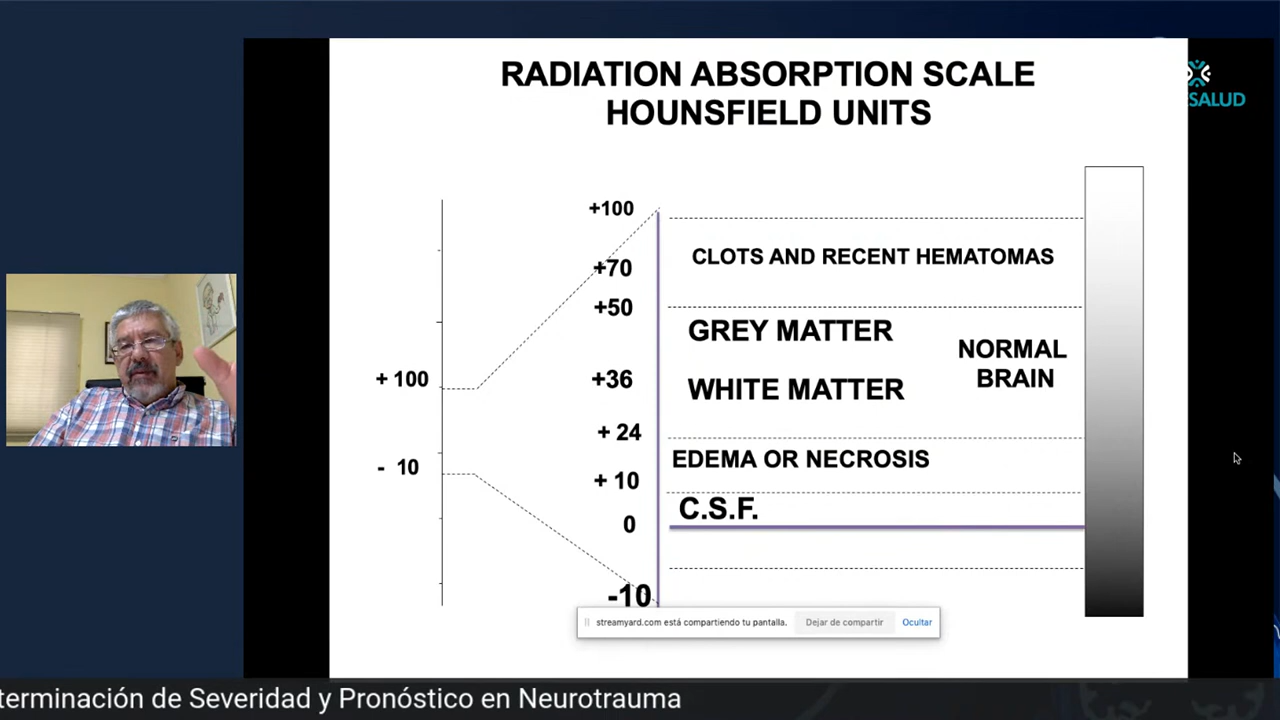 RADIATION ABSORPTION SCALE
HOUNSFIELD UNITS
SALUD
+100
CLOTS AND RECENT HEMATOMAS
+70
+50
GREY MATTER
NORMAL
BRAIN
+ 100
+36
WHITE MATTER
+ 24
EDEMA OR NECROSIS
- 10
+ 10
C.S.F.
0
-10
streamyard.com está compartiendo tu pantalla. Dejar de compartir Ocultar
terminación de Severidad y Pronóstico en Neurotrauma